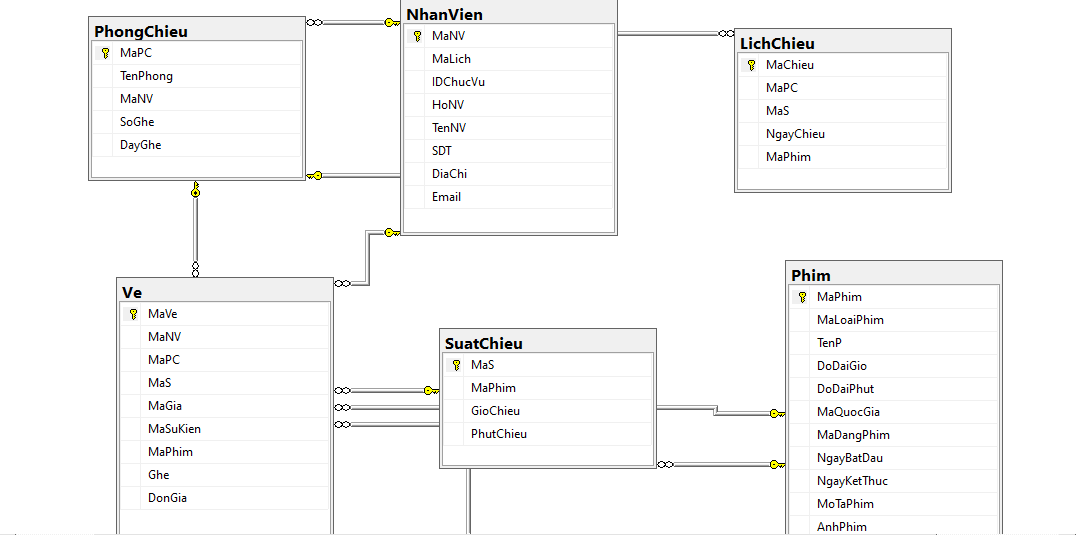 PhongChieu
MaPC
TenPhong
MaNV
SoGhe
DayGhe
NhanVien
MaNV
MaLich
IDChucVu
HoNV
TenNV
SDT
DiaChi
Email
LichChieu
MaChieu
MaPC
MaS
NgayChieu
MaPhim
Ve
MaVe
MaNV
MaPC
MaS
MaGia
MaSuKien
MaPhim
Ghe
DonGia
SuatChieu
MaS
MaPhim
GioChieu
PhutChieu
Phim
MaPhim
MaLoaiPhim
TenP
DoDaiGio
DoDaiPhut
MaQuocGia
MaDangPhim
NgayBatDau
NgayKetThuc
MoTaPhim
AnhPhim